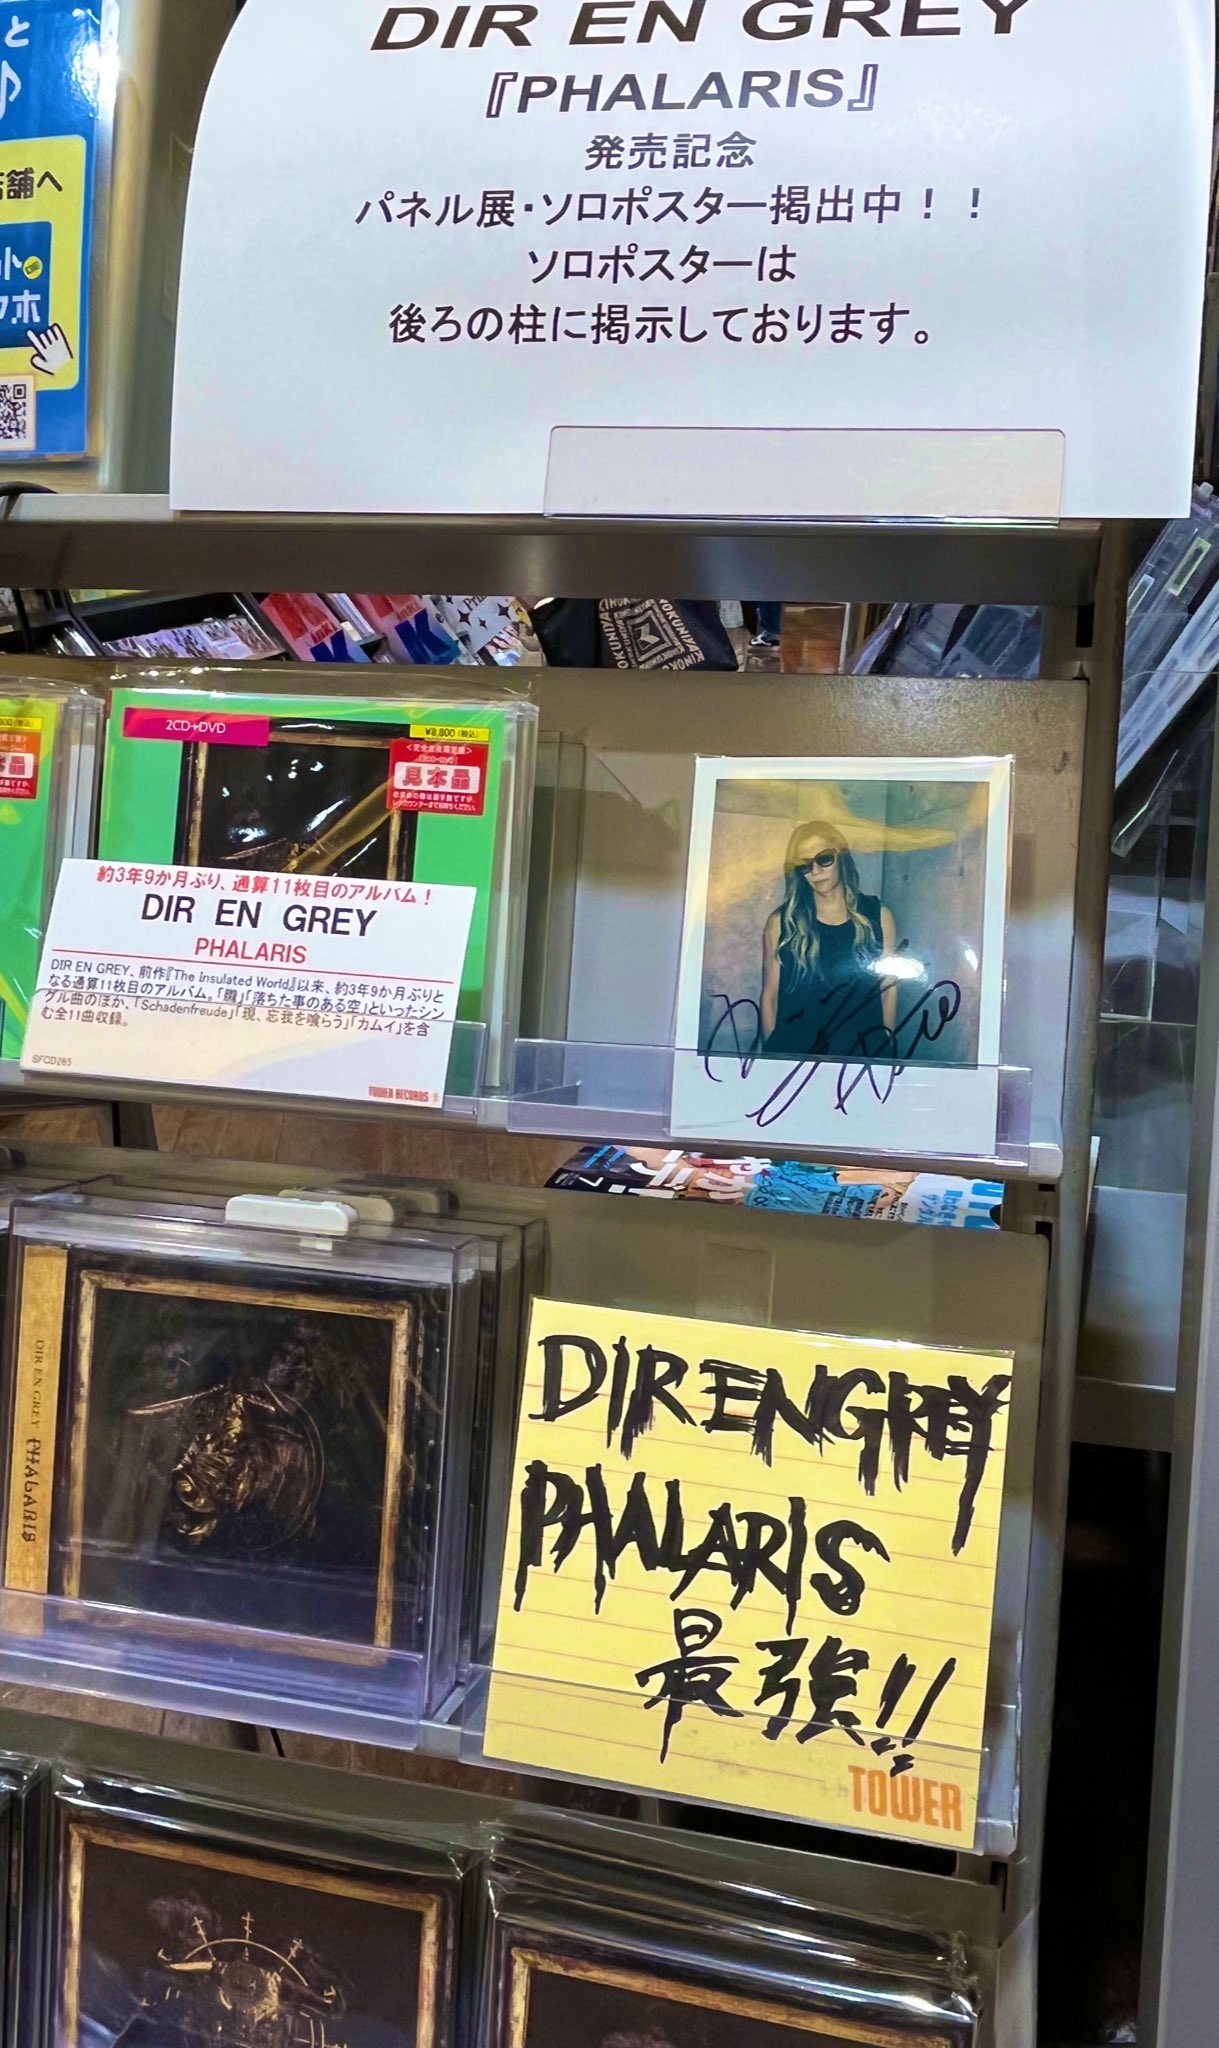 と
店舗へ
DIR EN GREY
『PHALARIS』
発売記念
パネル展・ソロポスター掲出中！！
ソロポスターは
後ろの柱に掲示しております。
KINOKUNIYA
2CD+DVD
¥8,800(税込)
見本品
約3年9か月ぶり、通算11枚目のアルバム！
DIR EN GREY
PHALARIS
DIR EN GREY、前作『The Insulated World』以来、約3年9か月ぶりと
なる通算11枚目のアルバム。「朧」「落ちた事のある空」といったシン
グル曲のほか、「Schadenfreude」「現、忘我を喰らう」「カムイ」を含
む全11曲収録。
SFCD265
TOWER RECORDS
DIR EN GREY PHALARIS
DIR EN GREY
PHALARIS
最強!!
TOWER